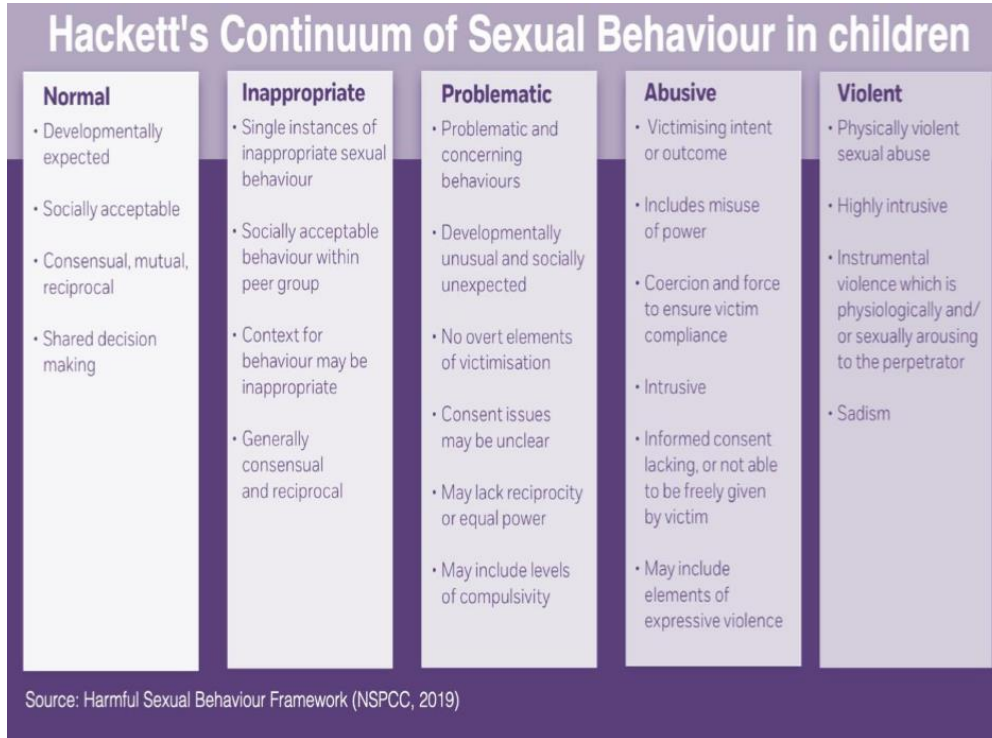 Hackett's Continuum of Sexual Behaviour in children
Normal
• Developmentally
expected
• Socially acceptable
• Consensual, mutual,
reciprocal
• Shared decision
making
Inappropriate
• Single instances of
inappropriate sexual
behaviour
• Socially acceptable
behaviour within
peer group
• Context for
behaviour may be
inappropriate
• Generally
consensual
and reciprocal
Problematic
• Problematic and
concerning
behaviours
• Developmentally
unusual and socially
unexpected
• No overt elements
of victimisation
• Consent issues
may be unclear
• May lack reciprocity
or equal power
• May include levels
of compulsivity
Abusive
• Victimising intent
or outcome
• Includes misuse
of power
• Coercion and force
to ensure victim
compliance
• Intrusive
• Informed consent
lacking, or not able
to be freely given
by victim
• May include
elements of
expressive violence
Violent
• Physically violent
sexual abuse
• Highly intrusive
• Instrumental
violence which is
physiologically and/
or sexually arousing
to the perpetrator
• Sadism
Source: Harmful Sexual Behaviour Framework (NSPCC, 2019)